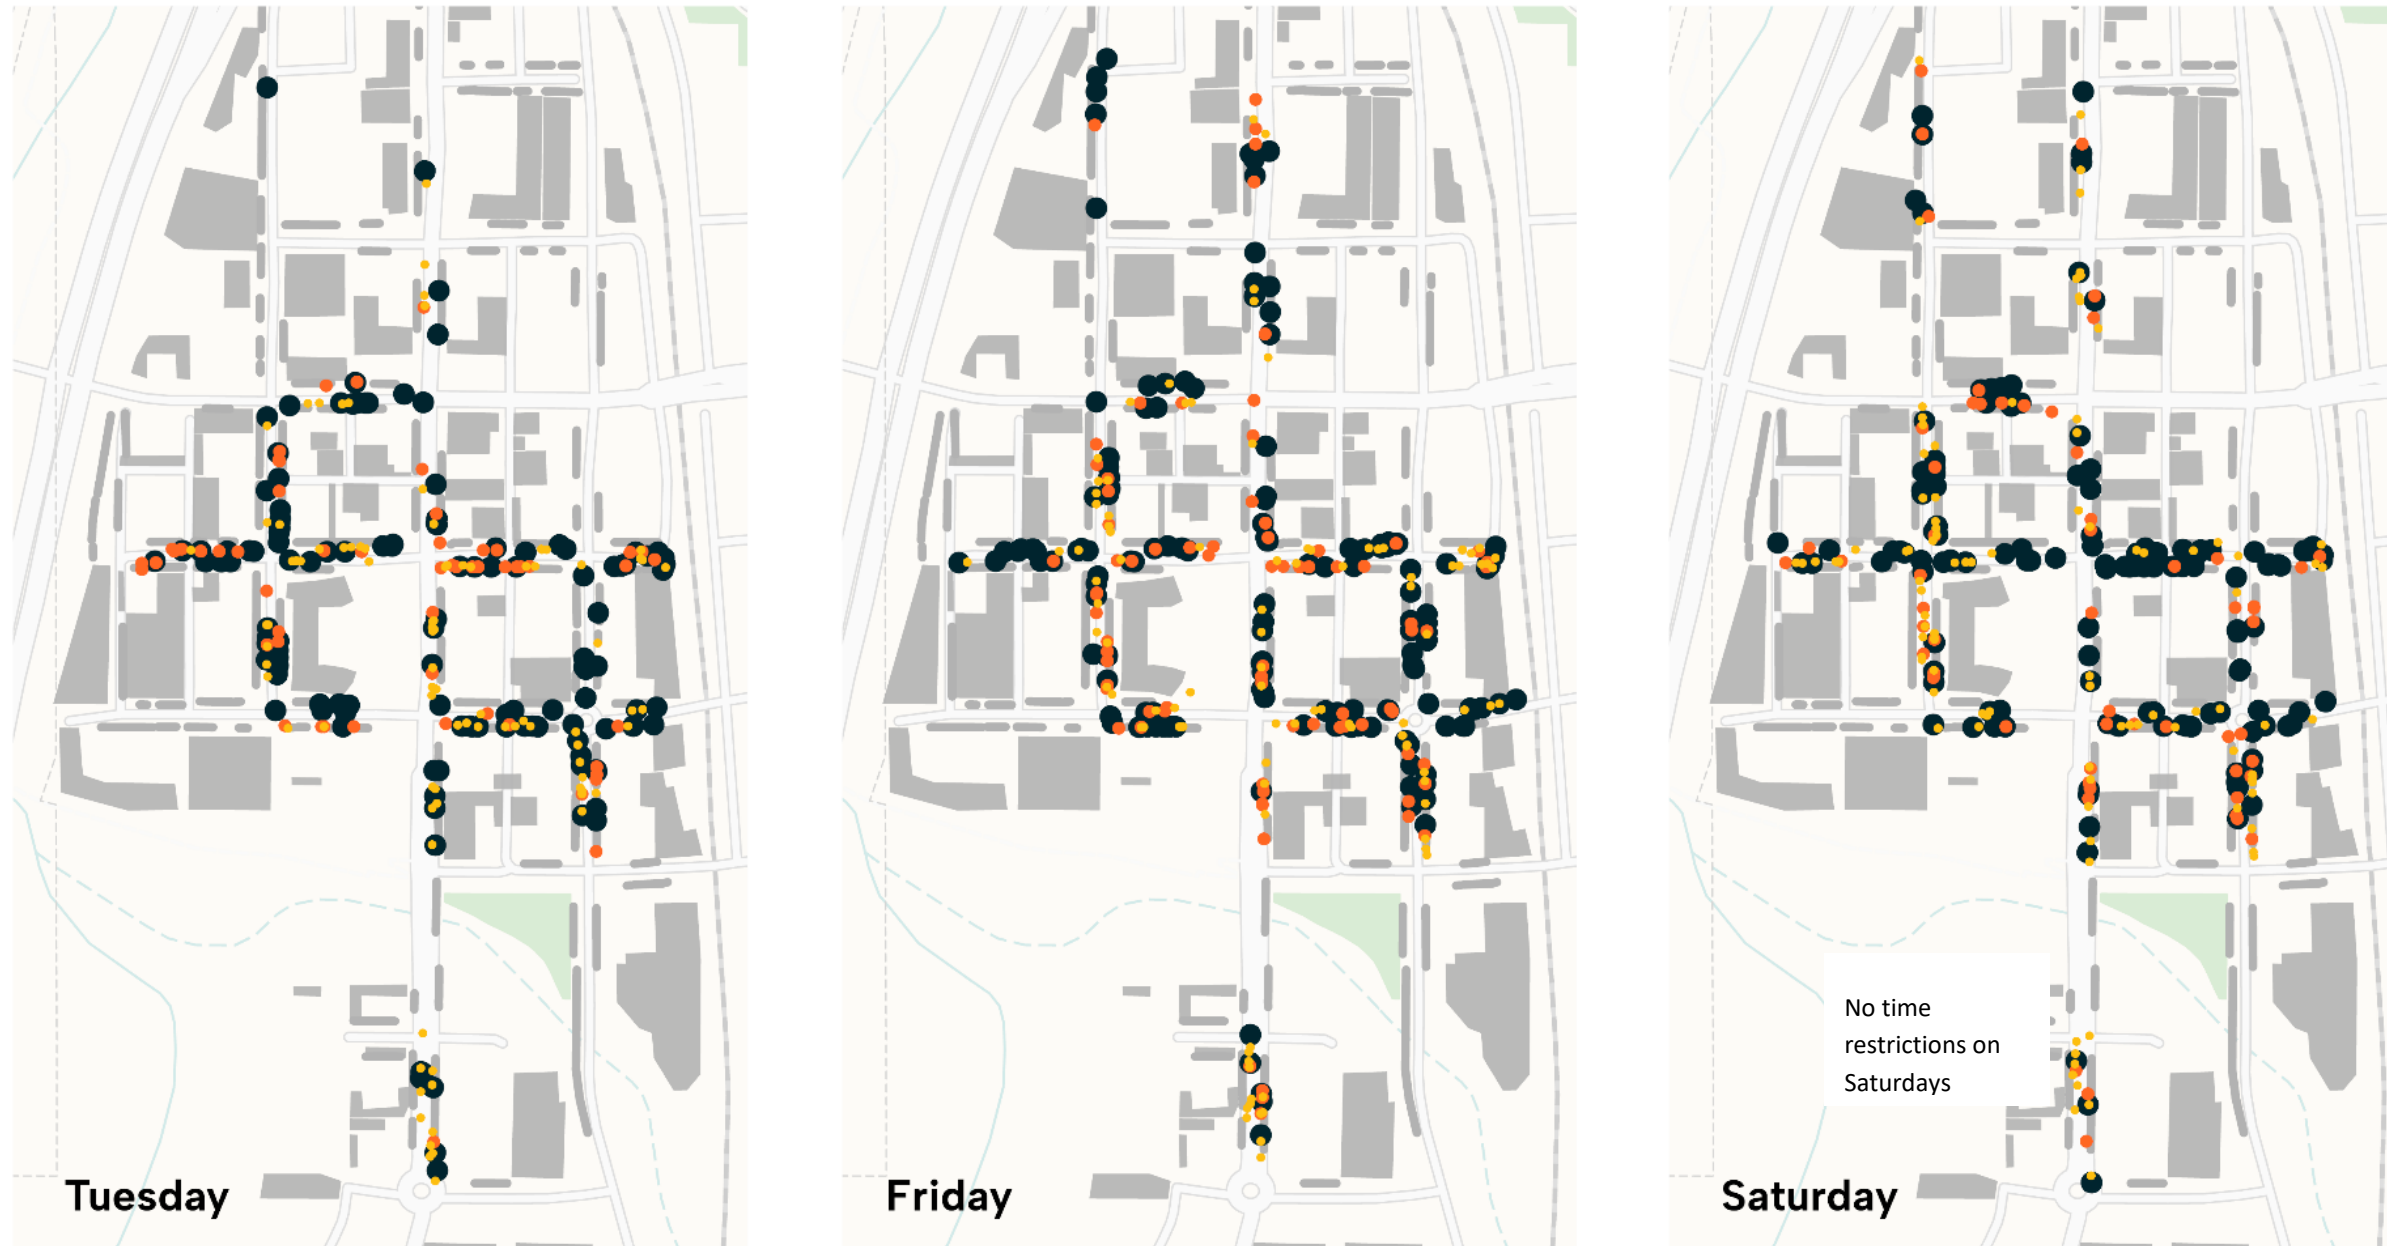 No time
restrictions on
Saturdays
Tuesday
Friday
Saturday